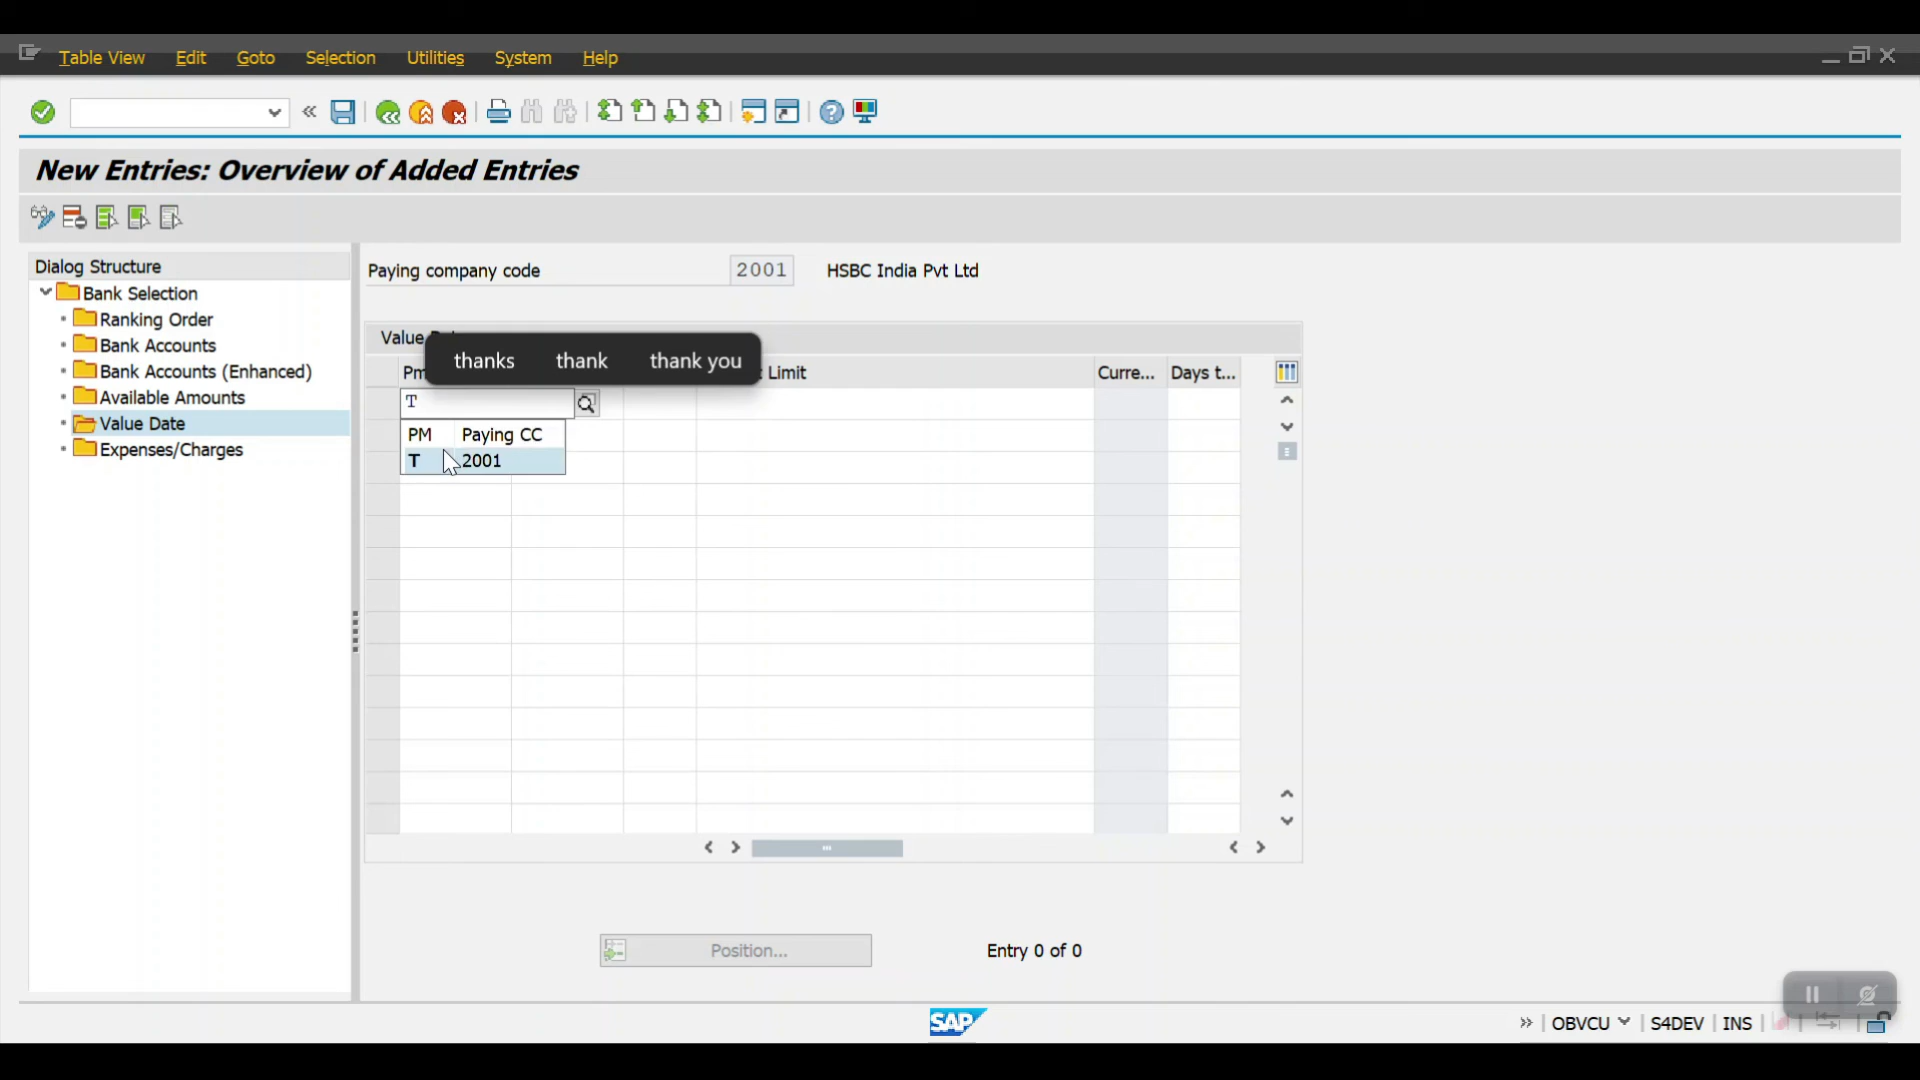 Table View Edit Goto Selection Utilities System Help
New Entries: Overview of Added Entries
Dialog Structure
Bank Selection
Ranking Order
Bank Accounts
Bank Accounts (Enhanced)
Available Amounts
Value Date
Expenses/Charges
Paying company code 2001 HSBC India Pvt Ltd
Value
thanks thank thank you
Limit Curre... Days t...
T
PM Paying CC
T 2001
Position... Entry 0 of 0
SAP
OBVCU S4DEV INS